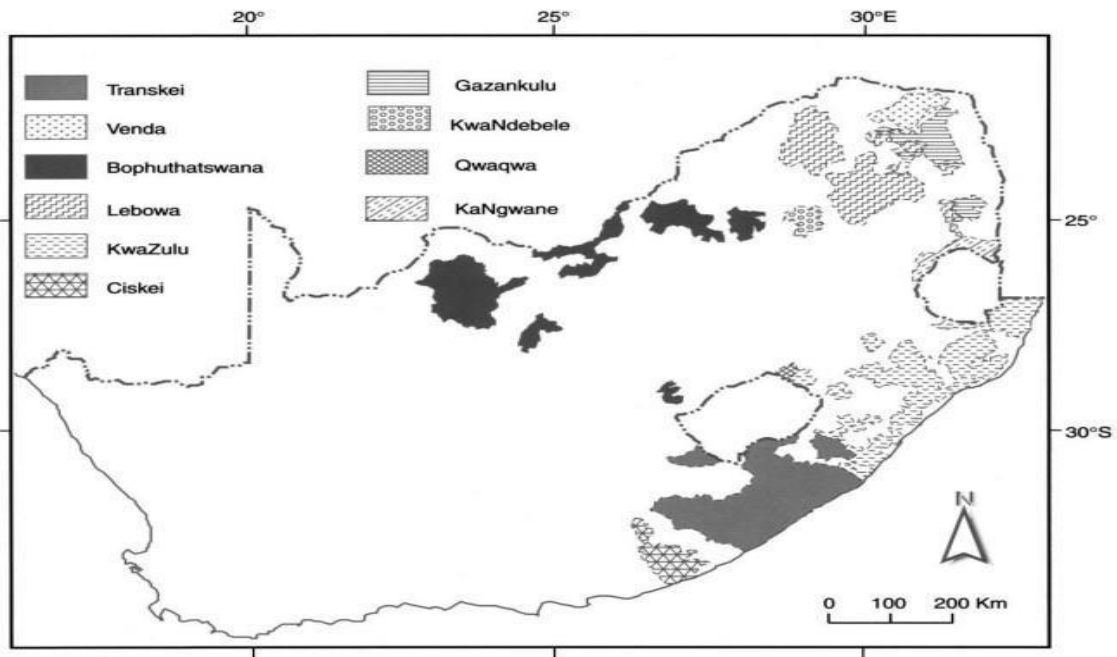 20° 25° 30°E
Transkei
Venda
Bophuthatswana
Lebowa
KwaZulu
Ciskei
Gazankulu
KwaNdebele
Qwaqwa
KaNgwane
25° 25°
30°S
N
0 100 200 Km